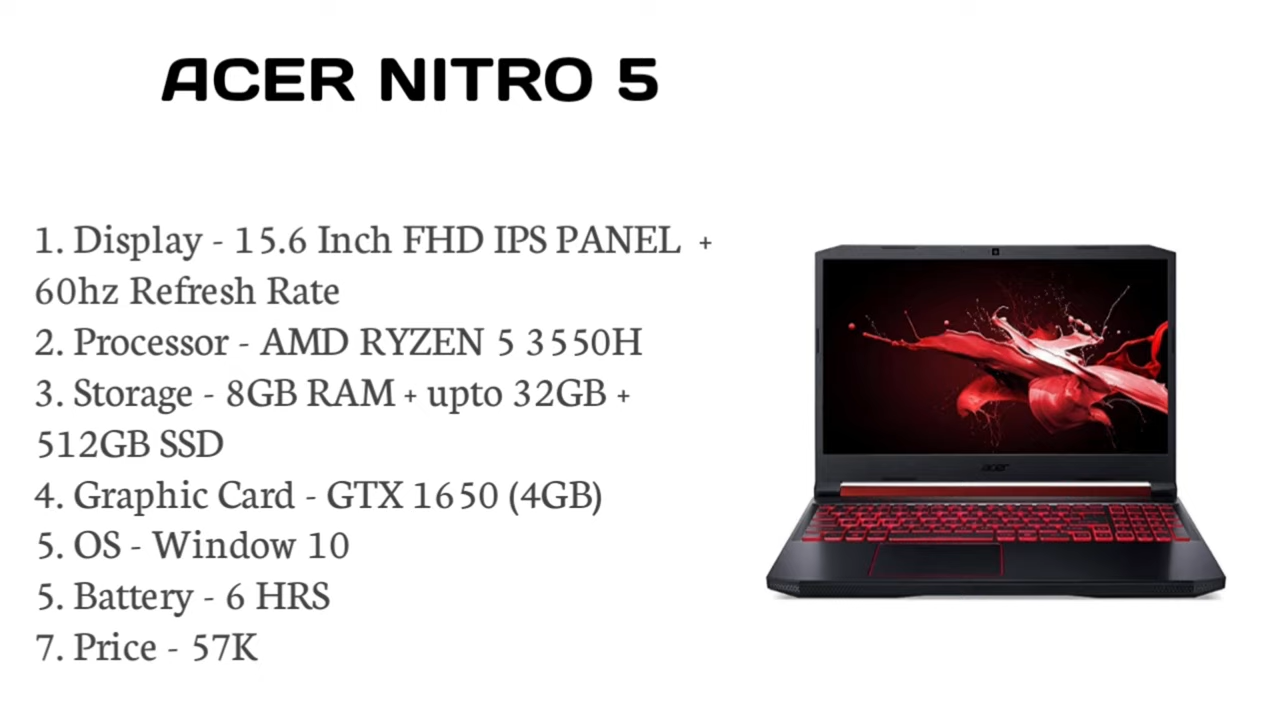 ACER NITRO 5
1. Display - 15.6 Inch FHD IPS PANEL +
60hz Refresh Rate
2. Processor - AMD RYZEN 5 3550H
3. Storage - 8GB RAM + upto 32GB +
512GB SSD
4. Graphic Card - GTX 1650 (4GB)
5. OS - Window 10
5. Battery - 6 HRS
7. Price - 57K
acer